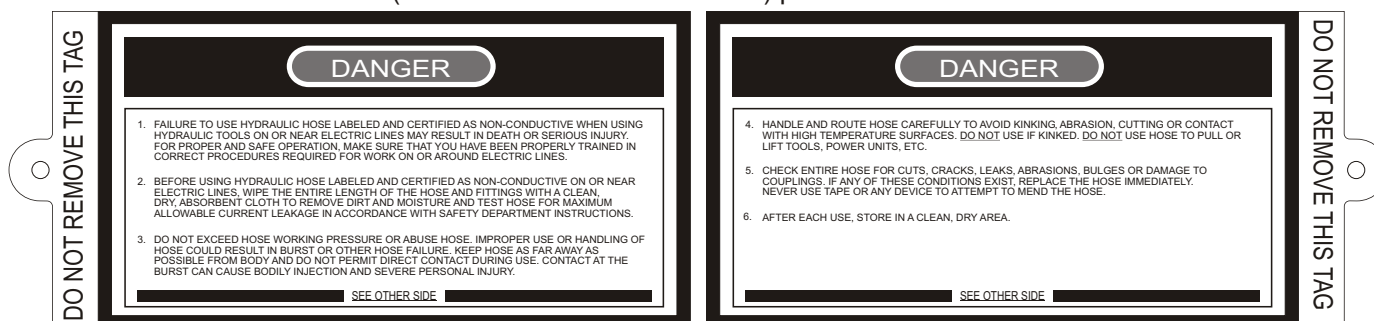 DO NOT REMOVE THIS TAG
DANGER
1. FAILURE TO USE HYDRAULIC HOSE LABELED AND CERTIFIED AS NON-CONDUCTIVE WHEN USING
HYDRAULIC TOOLS ON OR NEAR ELECTRIC LINES MAY RESULT IN DEATH OR SERIOUS INJURY.
FOR PROPER AND SAFE OPERATION, MAKE SURE THAT YOU HAVE BEEN PROPERLY TRAINED IN
CORRECT PROCEDURES REQUIRED FOR WORK ON OR AROUND ELECTRIC LINES.
2. BEFORE USING HYDRAULIC HOSE LABELED AND CERTIFIED AS NON-CONDUCTIVE ON OR NEAR
ELECTRIC LINES, WIPE THE ENTIRE LENGTH OF THE HOSE AND FITTINGS WITH A CLEAN,
DRY, ABSORBENT CLOTH TO REMOVE DIRT AND MOISTURE AND TEST HOSE FOR MAXIMUM
ALLOWABLE CURRENT LEAKAGE IN ACCORDANCE WITH SAFETY DEPARTMENT INSTRUCTIONS.
3. DO NOT EXCEED HOSE WORKING PRESSURE OR ABUSE HOSE. IMPROPER USE OR HANDLING OF
HOSE COULD RESULT IN BURST OR OTHER HOSE FAILURE. KEEP HOSE AS FAR AWAY AS
POSSIBLE FROM BODY AND DO NOT PERMIT DIRECT CONTACT DURING USE. CONTACT AT THE
BURST CAN CAUSE BODILY INJECTION AND SEVERE PERSONAL INJURY.
SEE OTHER SIDE
DANGER
4. HANDLE AND ROUTE HOSE CAREFULLY TO AVOID KINKING, ABRASION, CUTTING OR CONTACT
WITH HIGH TEMPERATURE SURFACES. DO NOT USE IF KINKED. DO NOT USE HOSE TO PULL OR
LIFT TOOLS, POWER UNITS, ETC.
5. CHECK ENTIRE HOSE FOR CUTS, CRACKS, LEAKS, ABRASIONS, BULGES OR DAMAGE TO
COUPLINGS. IF ANY OF THESE CONDITIONS EXIST, REPLACE THE HOSE IMMEDIATELY.
NEVER USE TAPE OR ANY DEVICE TO ATTEMPT TO MEND THE HOSE.
6. AFTER EACH USE, STORE IN A CLEAN, DRY AREA.
SEE OTHER SIDE
DO NOT REMOVE THIS TAG